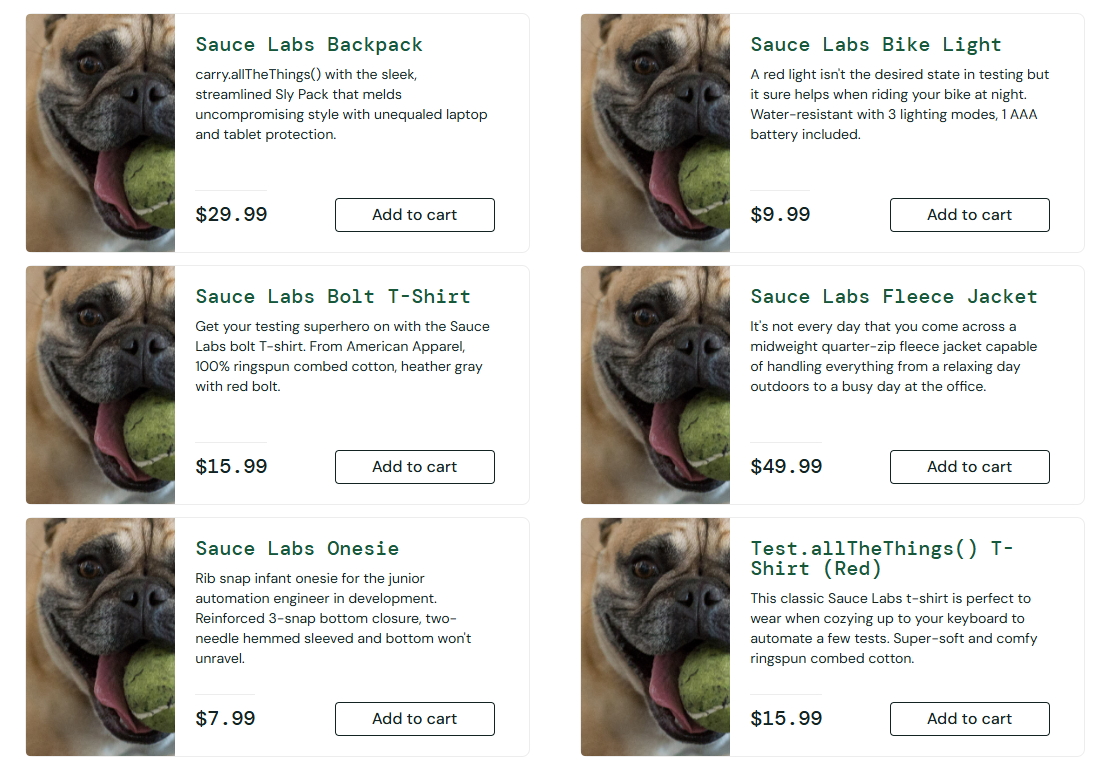 Sauce Labs Backpack
carry.allTheThings() with the sleek,
streamlined Sly Pack that melds
uncompromising style with unequaled laptop
and tablet protection.
$29.99
Add to cart
Sauce Labs Bike Light
A red light isn't the desired state in testing but
it sure helps when riding your bike at night.
Water-resistant with 3 lighting modes, 1 AAA
battery included.
$9.99
Add to cart
Sauce Labs Bolt T-Shirt
Get your testing superhero on with the Sauce
Labs bolt T-shirt. From American Apparel,
100% ringspun combed cotton, heather gray
with red bolt.
$15.99
Add to cart
Sauce Labs Fleece Jacket
It's not every day that you come across a
midweight quarter-zip fleece jacket capable
of handling everything from a relaxing day
outdoors to a busy day at the office.
$49.99
Add to cart
Sauce Labs Onesie
Rib snap infant onesie for the junior
automation engineer in development.
Reinforced 3-snap bottom closure, two-
needle hemmed sleeved and bottom won't
unravel.
$7.99
Add to cart
Test.allTheThings() T-
Shirt (Red)
This classic Sauce Labs t-shirt is perfect to
wear when cozying up to your keyboard to
automate a few tests. Super-soft and comfy
ringspun combed cotton.
$15.99
Add to cart